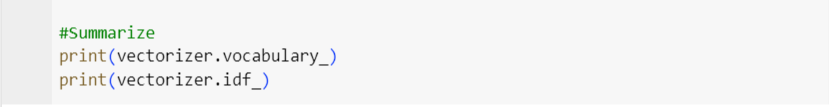 #Summarize
print(vectorizer.vocabulary_)
print(vectorizer.idf_)